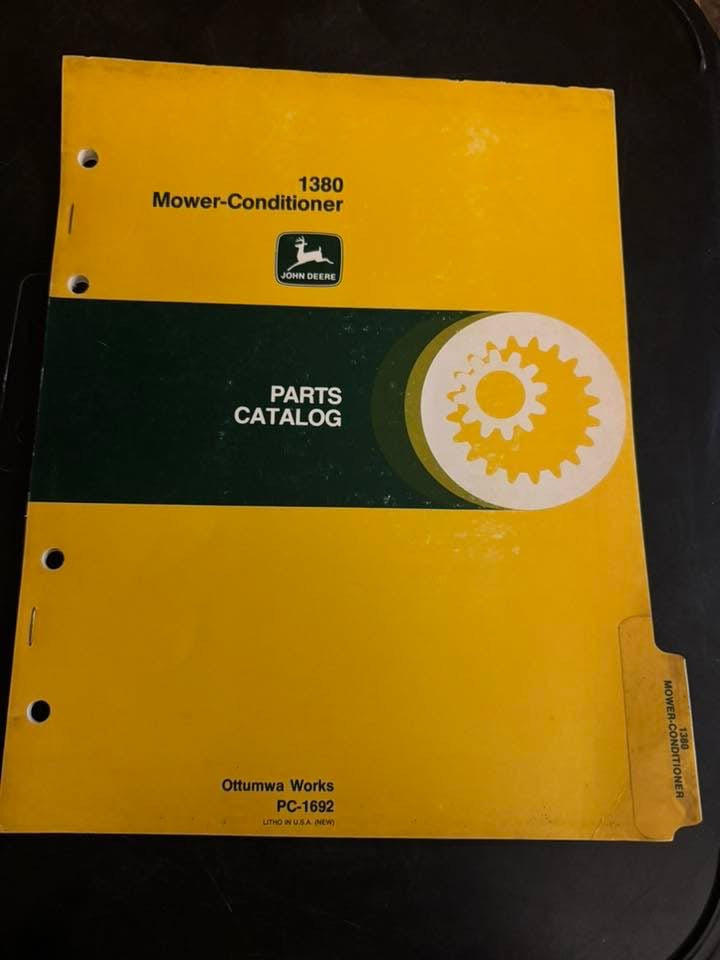 1380
Mower-Conditioner
JOHN DEERE
PARTS
CATALOG
Ottumwa Works
PC-1692
LITHO IN U.S.A. (NEW)
1380
MOWER-CONDITIONER